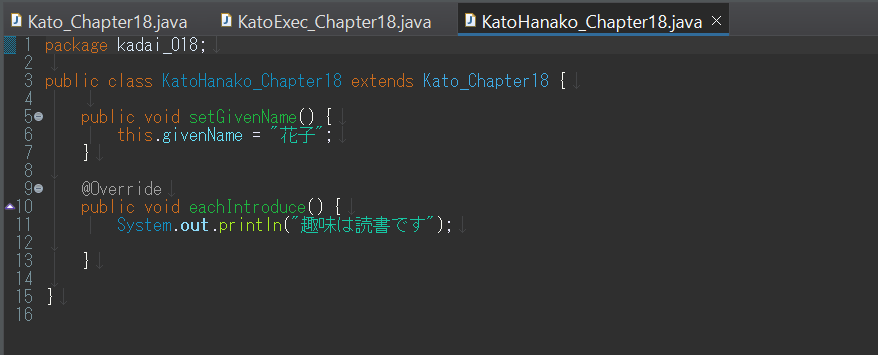 Kato_Chapter18.java KatoExec_Chapter18.java KatoHanako_Chapter18.java ×
1 package kadai_018;
2
3 public class KatoHanako_Chapter18 extends Kato_Chapter18 {
4
5 public void setGivenName() {
6 this.givenName = "花子";
7 }
8
9 @Override
10 public void eachIntroduce() {
11 System.out.println("趣味は読書です");
12
13 }
14
15 }
16